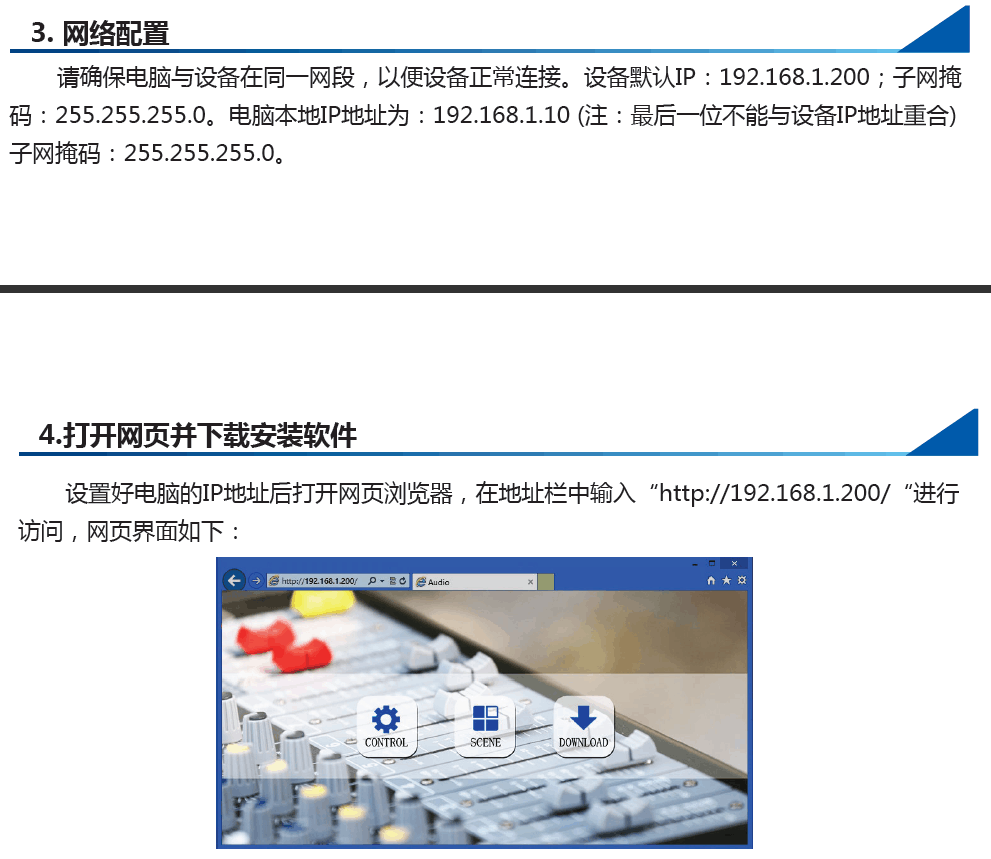 3. 网络配置
请确保电脑与设备在同一网段，以便设备正常连接。设备默认IP：192.168.1.200；子网掩
码：255.255.255.0。电脑本地IP地址为：192.168.1.10 (注：最后一位不能与设备IP地址重合)
子网掩码：255.255.255.0。
4.打开网页并下载安装软件
设置好电脑的IP地址后打开网页浏览器，在地址栏中输入“http://192.168.1.200/“进行
访问，网页界面如下：
http://192.168.1.200/
Audio
CONTROL
SCENE
DOWNLOAD